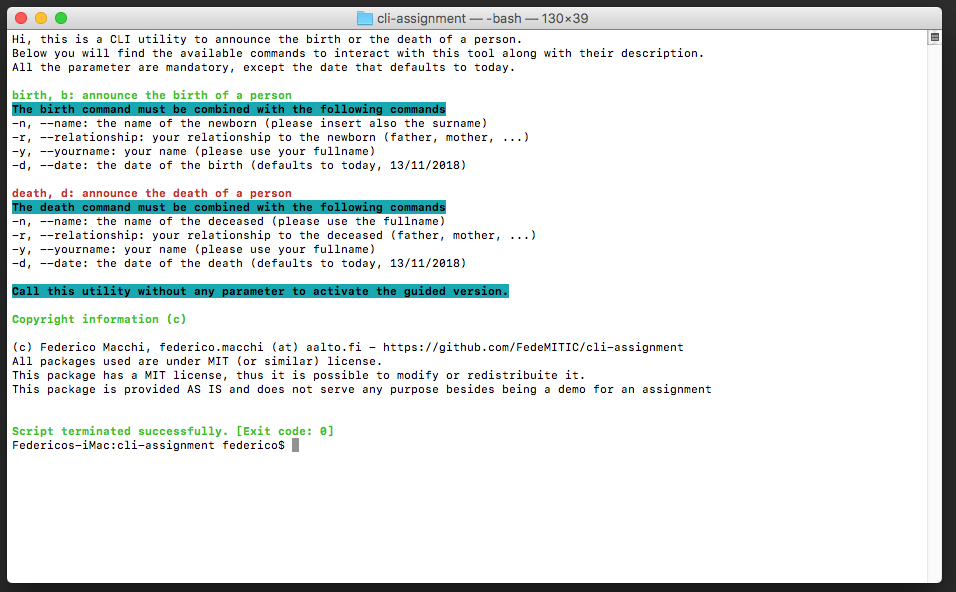 cli-assignment — -bash — 130×39
Hi, this is a CLI utility to announce the birth or the death of a person.
Below you will find the available commands to interact with this tool along with their description.
All the parameter are mandatory, except the date that defaults to today.
birth, b: announce the birth of a person
The birth command must be combined with the following commands
-n, --name: the name of the newborn (please insert also the surname)
-r, --relationship: your relationship to the newborn (father, mother, ...)
-y, --yourname: your name (please use your fullname)
-d, --date: the date of the birth (defaults to today, 13/11/2018)
death, d: announce the death of a person
The death command must be combined with the following commands
-n, --name: the name of the deceased (please use the fullname)
-r, --relationship: your relationship to the deceased (father, mother, ...)
-y, --yourname: your name (please use your fullname)
-d, --date: the date of the death (defaults to today, 13/11/2018)
Call this utility without any parameter to activate the guided version.
Copyright information (c)
(c) Federico Macchi, federico.macchi (at) aalto.fi - https://github.com/FedeMITIC/cli-assignment
All packages used are under MIT (or similar) license.
This package has a MIT license, thus it is possible to modify or redistribuite it.
This package is provided AS IS and does not serve any purpose besides being a demo for an assignment
Script terminated successfully. [Exit code: 0]
Federicos-iMac:cli-assignment federico$